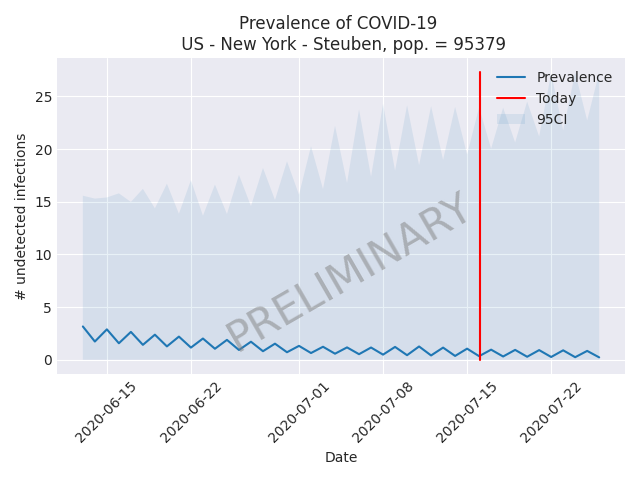 Prevalence of COVID-19
US - New York - Steuben, pop. = 95379
# undetected infections
25
20
15
10
5
0
Prevalence
Today
95CI
PRELIMINARY
2020-06-15
2020-06-22
2020-07-01
2020-07-08
2020-07-15
2020-07-22
Date